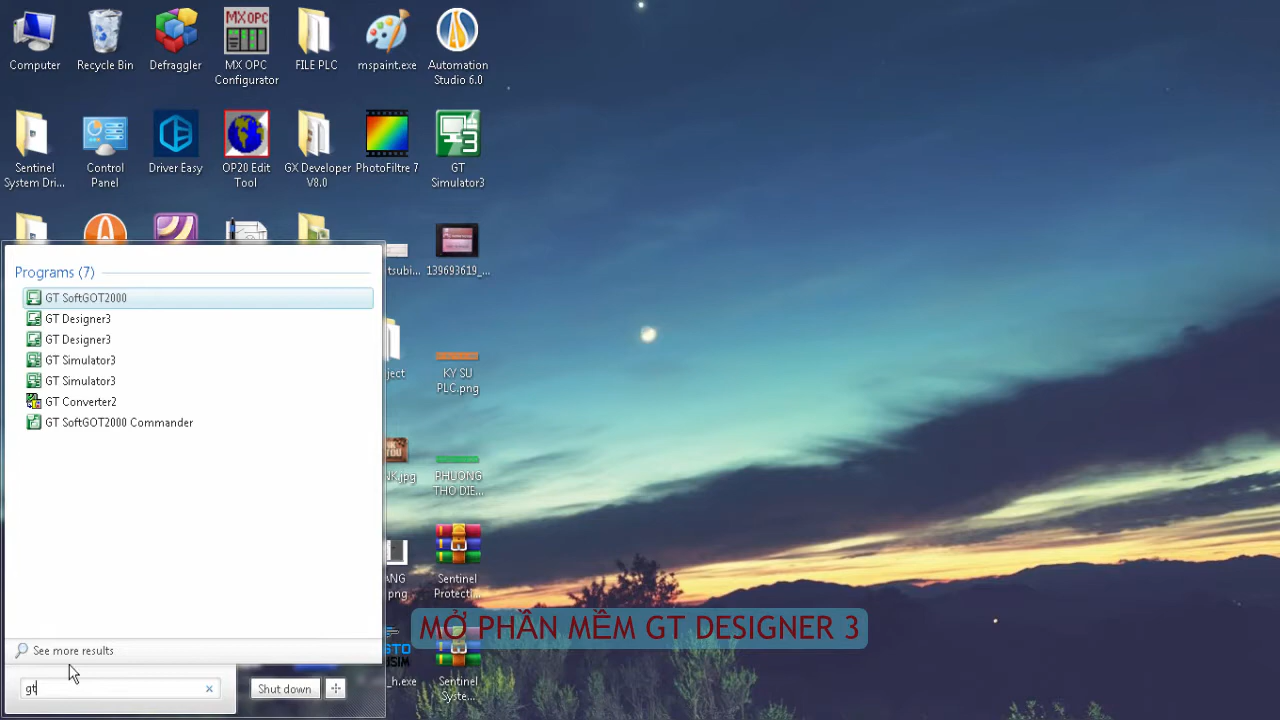 Computer
Recycle Bin
Defraggler
MX OPC
Configurator
FILE PLC
mspaint.exe
Automation
Studio 6.0
Sentinel
System Dri...
Control
Panel
Driver Easy
OP20 Edit
Tool
GX Developer
V8.0
PhotoFiltre 7
GT
Simulator3
tsubi...
139693619_...
Programs (7)
GT SoftGOT2000
GT Designer3
GT Designer3
GT Simulator3
GT Simulator3
GT Converter2
GT SoftGOT2000 Commander
ject
KY SU
PLC.png
NK.jpg
PHUONG
THO DIE...
ANG
.png
Sentinel
Protecti...
MỞ PHẦN MỀM GT DESIGNER 3
_h.exe
Sentinel
Syste...
See more results
gt
Shut down